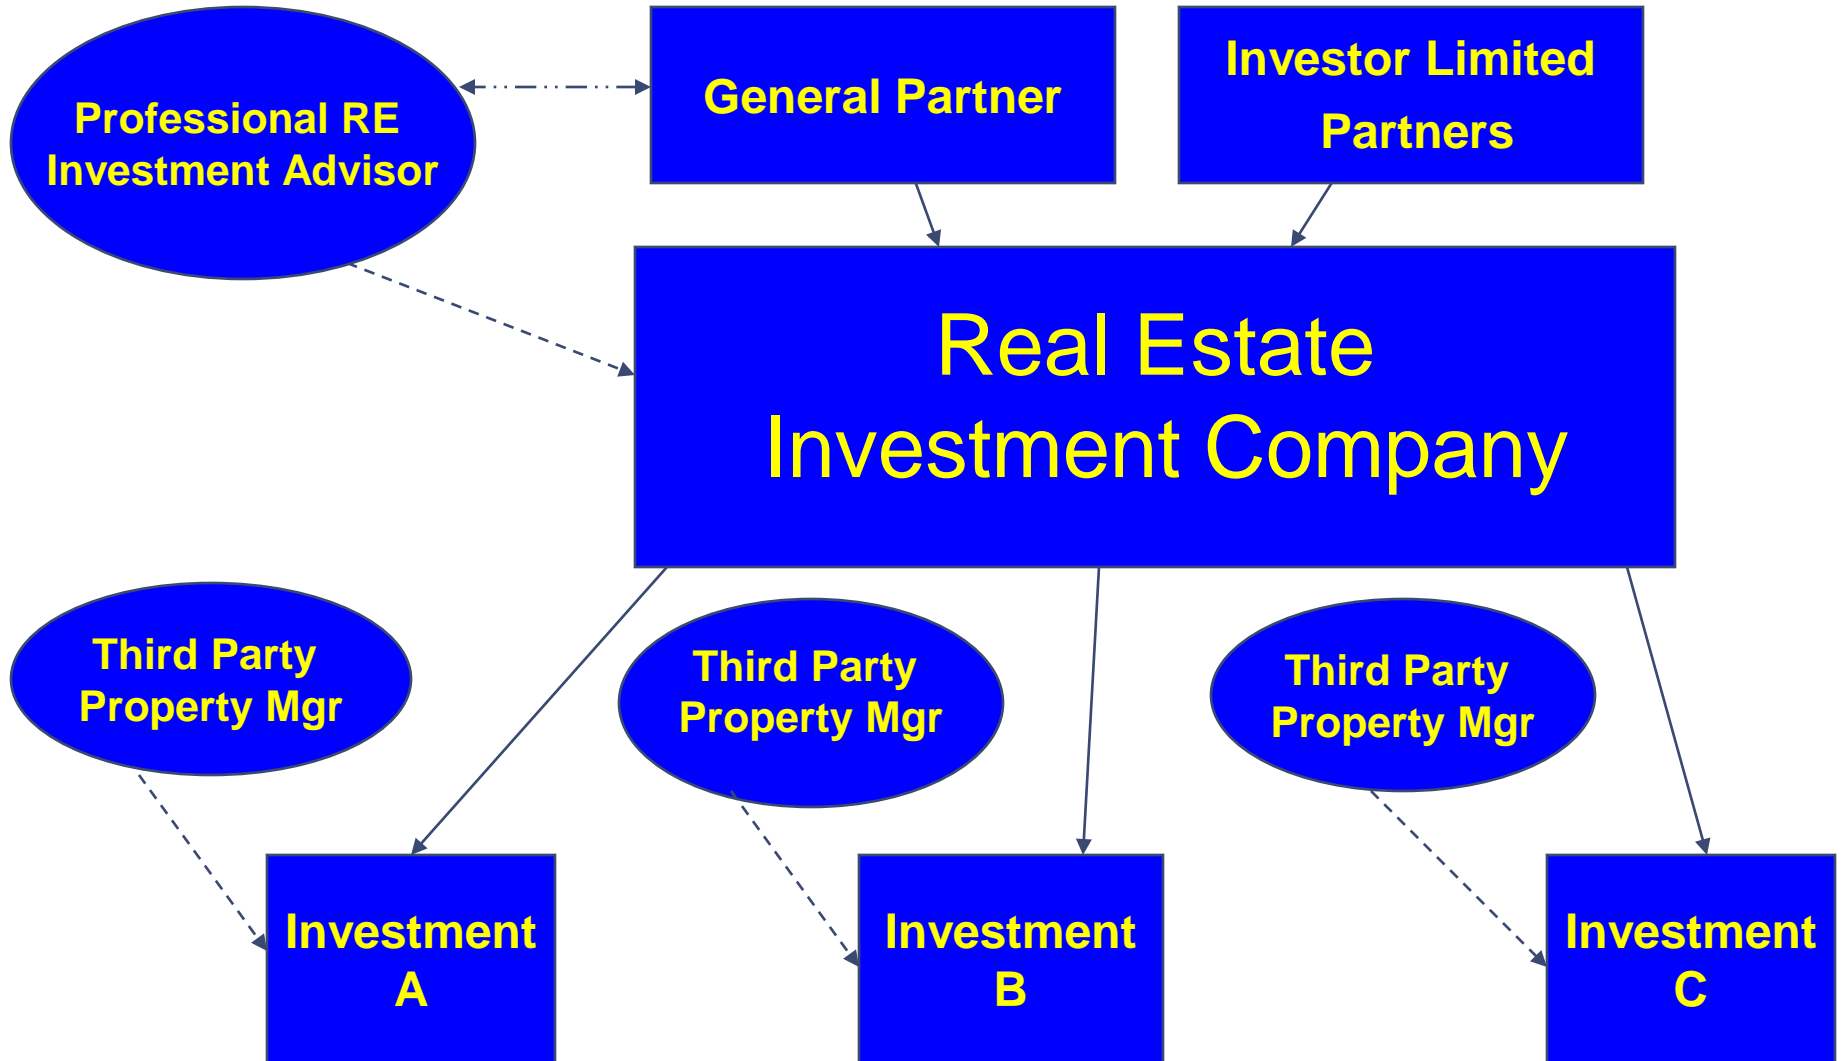 Professional RE
Investment Advisor
General Partner
Investor Limited
Partners
Real Estate
Investment Company
Third Party
Property Mgr
Third Party
Property Mgr
Third Party
Property Mgr
Investment
A
Investment
B
Investment
C